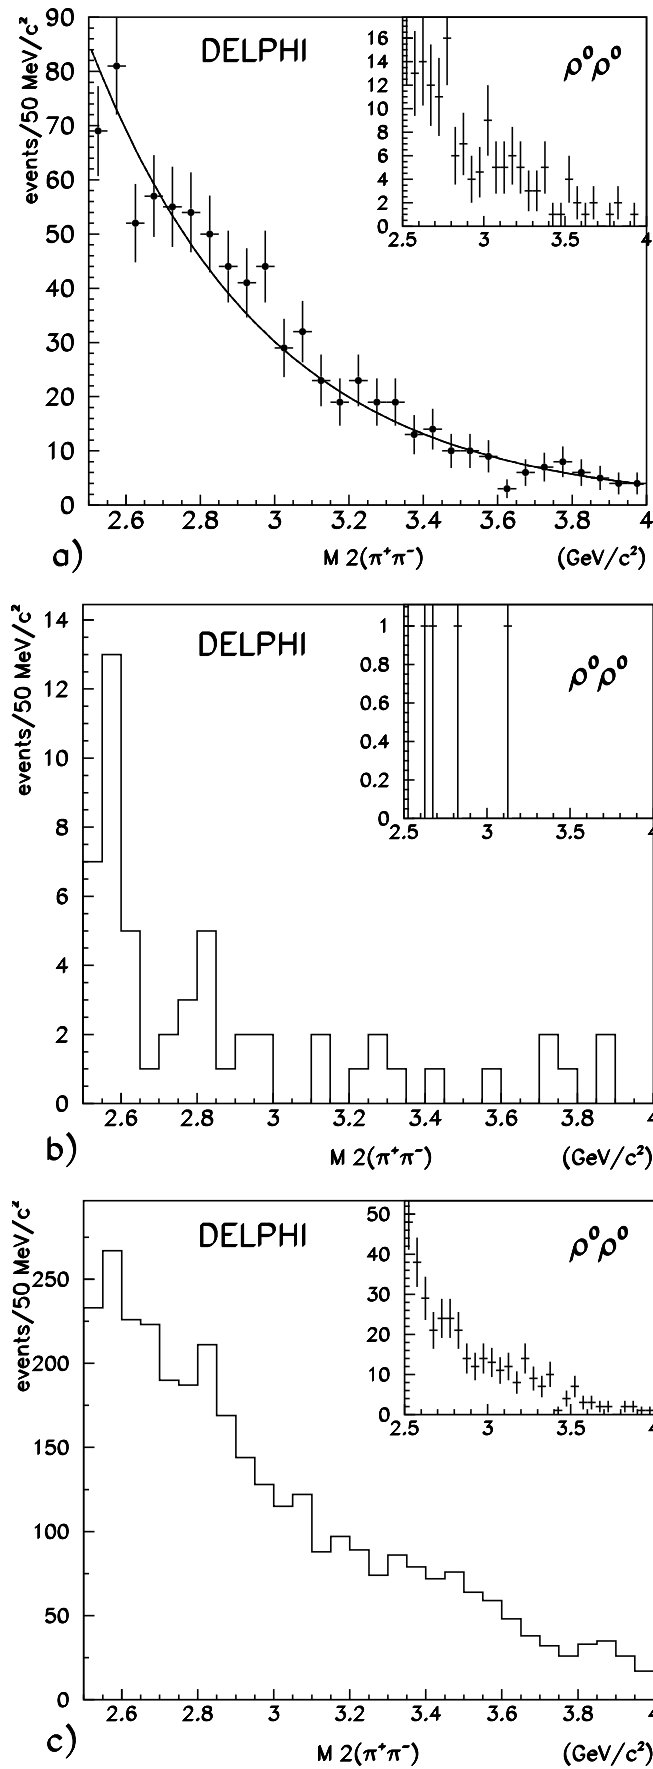 events/50 MeV/c²
90
80
70
60
50
40
30
20
10
0
DELPHI
ρ⁰ρ⁰
16
14
12
10
8
6
4
2
0
2.5 3 3.5 4
2.6 2.8 3 3.2 3.4 3.6 3.8 4
a) M 2(π⁺π⁻) (GeV/c²)
events/50 MeV/c²
14
12
10
8
6
4
2
0
DELPHI
ρ⁰ρ⁰
1
0.8
0.6
0.4
0.2
0
2.5 3 3.5 4
2.6 2.8 3 3.2 3.4 3.6 3.8 4
b) M 2(π⁺π⁻) (GeV/c²)
events/50 MeV/c²
250
200
150
100
50
0
DELPHI
ρ⁰ρ⁰
50
40
30
20
10
0
2.5 3 3.5 4
2.6 2.8 3 3.2 3.4 3.6 3.8 4
c) M 2(π⁺π⁻) (GeV/c²)